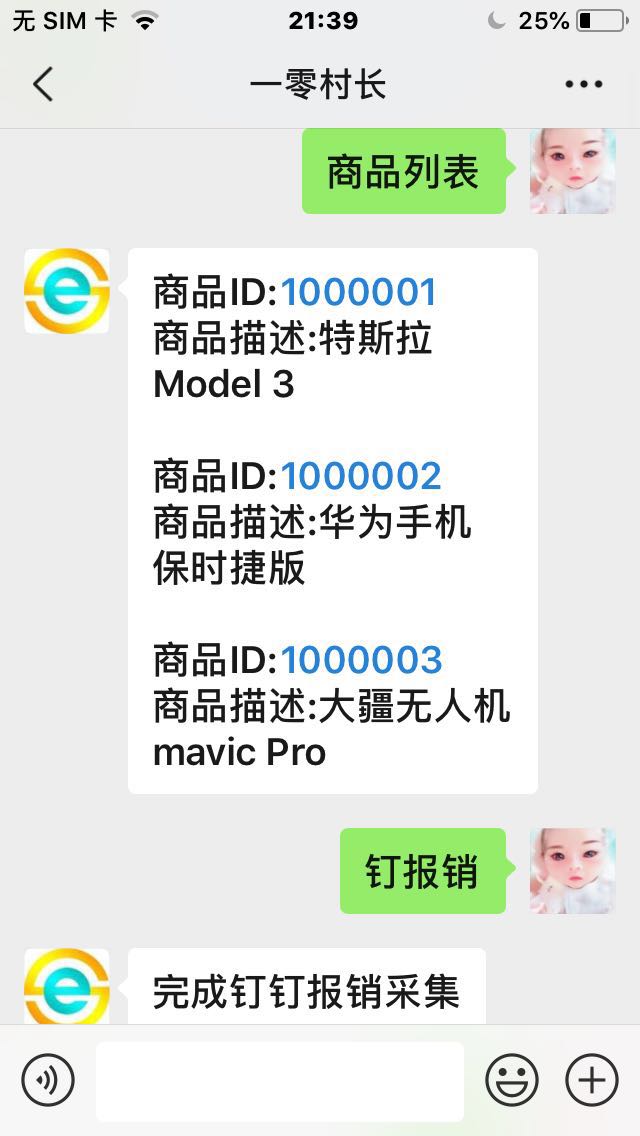 无 SIM 卡
21:39
25%
一零村长
商品列表
商品ID:1000001
商品描述:特斯拉
Model 3
商品ID:1000002
商品描述:华为手机
保时捷版
商品ID:1000003
商品描述:大疆无人机
mavic Pro
钉报销
完成钉钉报销采集